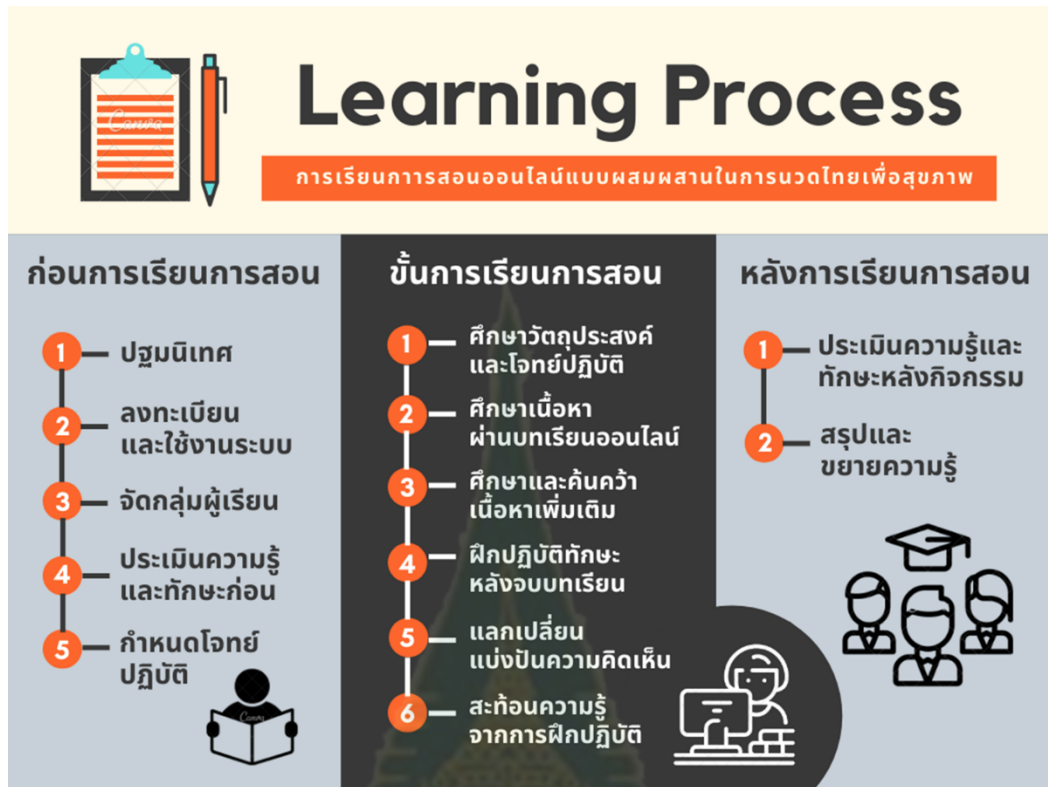 Learning Process
การเรียนกาารสอนออนไลน์แบบผสมผสานในการนวดไทยเพื่อสุขภาพ
Canva
ก่อนการเรียนการสอน
1 ปฐมนิเทศ
2 ลงทะเบียน
และใช้งานระบบ
3 จัดกลุ่มผู้เรียน
4 ประเมินความรู้
และทักษะก่อน
5 กำหนดโจทย์
ปฏิบัติ
Canva
ขั้นการเรียนการสอน
1 ศึกษาวัตถุประสงค์
และโจทย์ปฏิบัติ
2 ศึกษาเนื้อหา
ผ่านบทเรียนออนไลน์
3 ศึกษาและค้นคว้า
เนื้อหาเพิ่มเติม
4 ฝึกปฏิบัติทักษะ
หลังจบบทเรียน
5 แลกเปลี่ยน
แบ่งปันความคิดเห็น
6 สะท้อนความรู้
จากการฝึกปฏิบัติ
หลังการเรียนการสอน
1 ประเมินความรู้และ
ทักษะหลังกิจกรรม
2 สรุปและ
ขยายความรู้